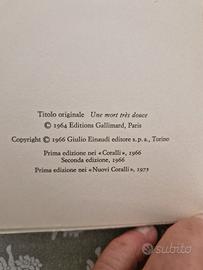 Titolo originale Une mort très douce
© 1964 Editions Gallimard, Paris
Copyright © 1966 Giulio Einaudi editore s. p. a., Torino
Prima edizione nei «Coralli», 1966
Seconda edizione, 1966
Prima edizione nei «Nuovi Coralli», 1973
subito